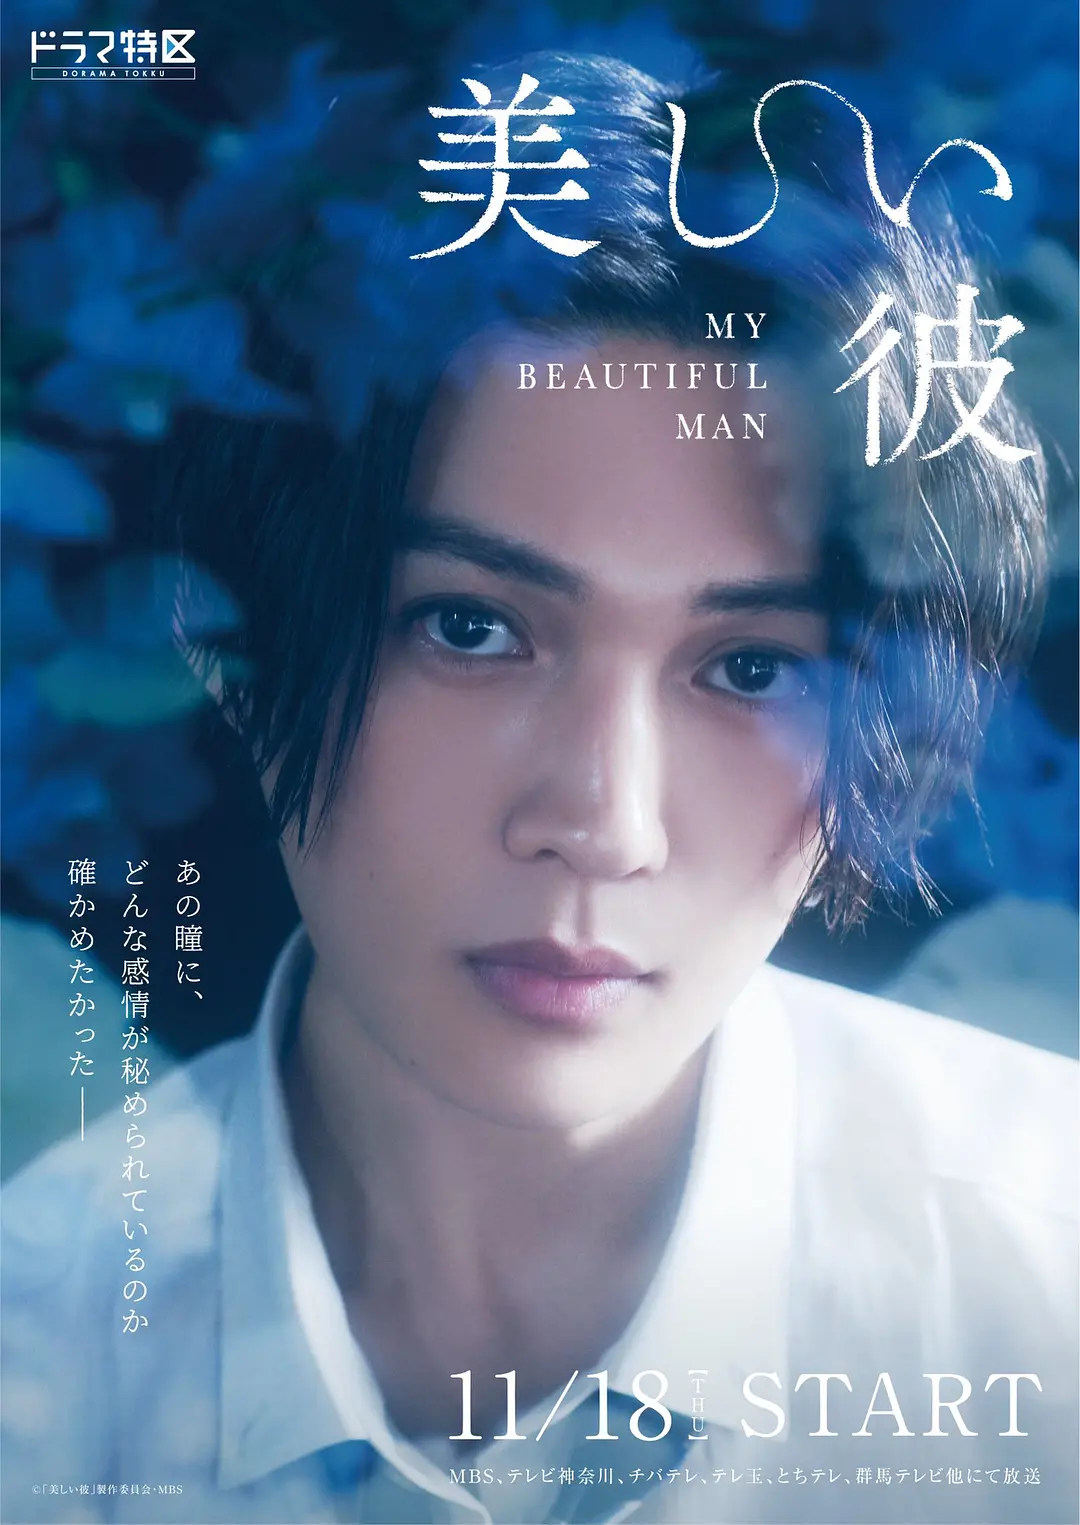 ドラマ特区
DORAMA TOKKU
美しい
彼
MY
BEAUTIFUL
MAN
あの瞳に、
どんな感情が秘められているのか
確かめたかった——
11/18[THU] START
MBS、テレビ神奈川、チバテレ、テレ玉、とちテレ、群馬テレビ他にて放送
©「美しい彼」製作委員会・MBS